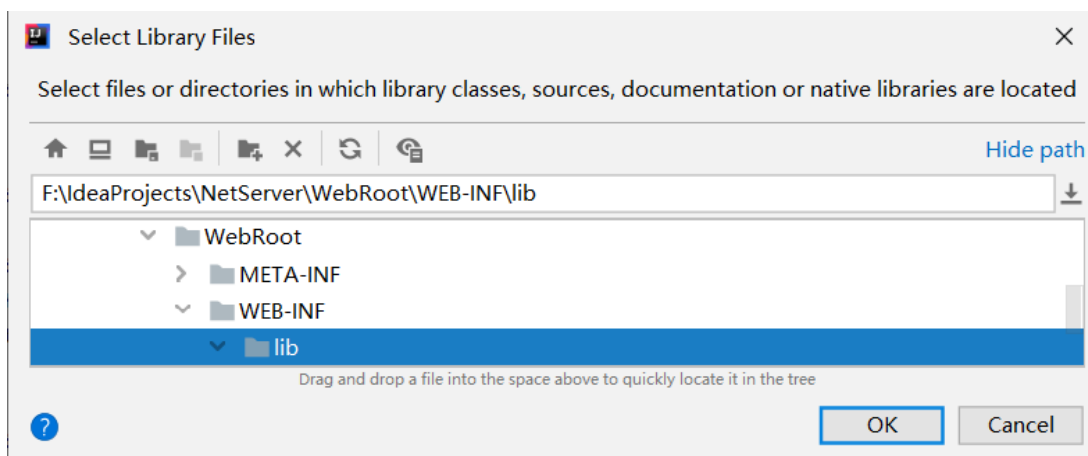 Select Library Files
Select files or directories in which library classes, sources, documentation or native libraries are located
Hide path
F:\IdeaProjects\NetServer\WebRoot\WEB-INF\lib
WebRoot
META-INF
WEB-INF
lib
Drag and drop a file into the space above to quickly locate it in the tree
? OK Cancel